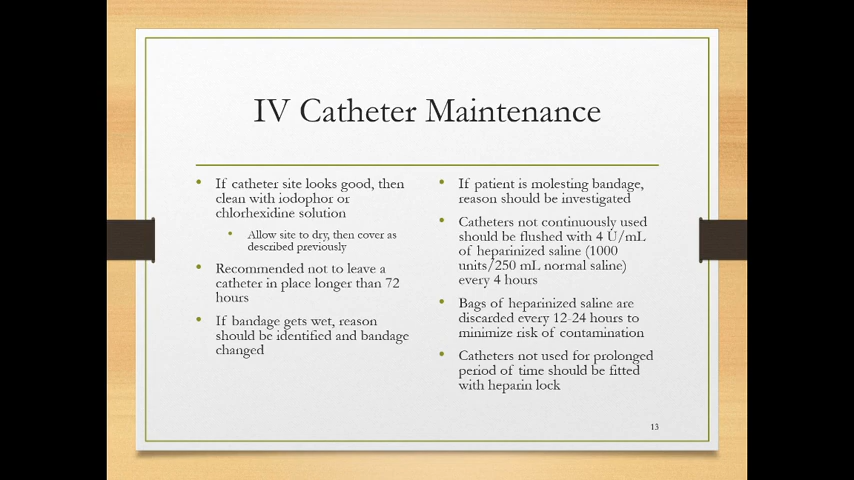 IV Catheter Maintenance
• If catheter site looks good, then
clean with iodophor or
chlorhexidine solution
• Allow site to dry, then cover as
described previously
• Recommended not to leave a
catheter in place longer than 72
hours
• If bandage gets wet, reason
should be identified and bandage
changed
• If patient is molesting bandage,
reason should be investigated
• Catheters not continuously used
should be flushed with 4 U/mL
of heparinized saline (1000
units/250 mL normal saline)
every 4 hours
• Bags of heparinized saline are
discarded every 12-24 hours to
minimize risk of contamination
• Catheters not used for prolonged
period of time should be fitted
with heparin lock
13